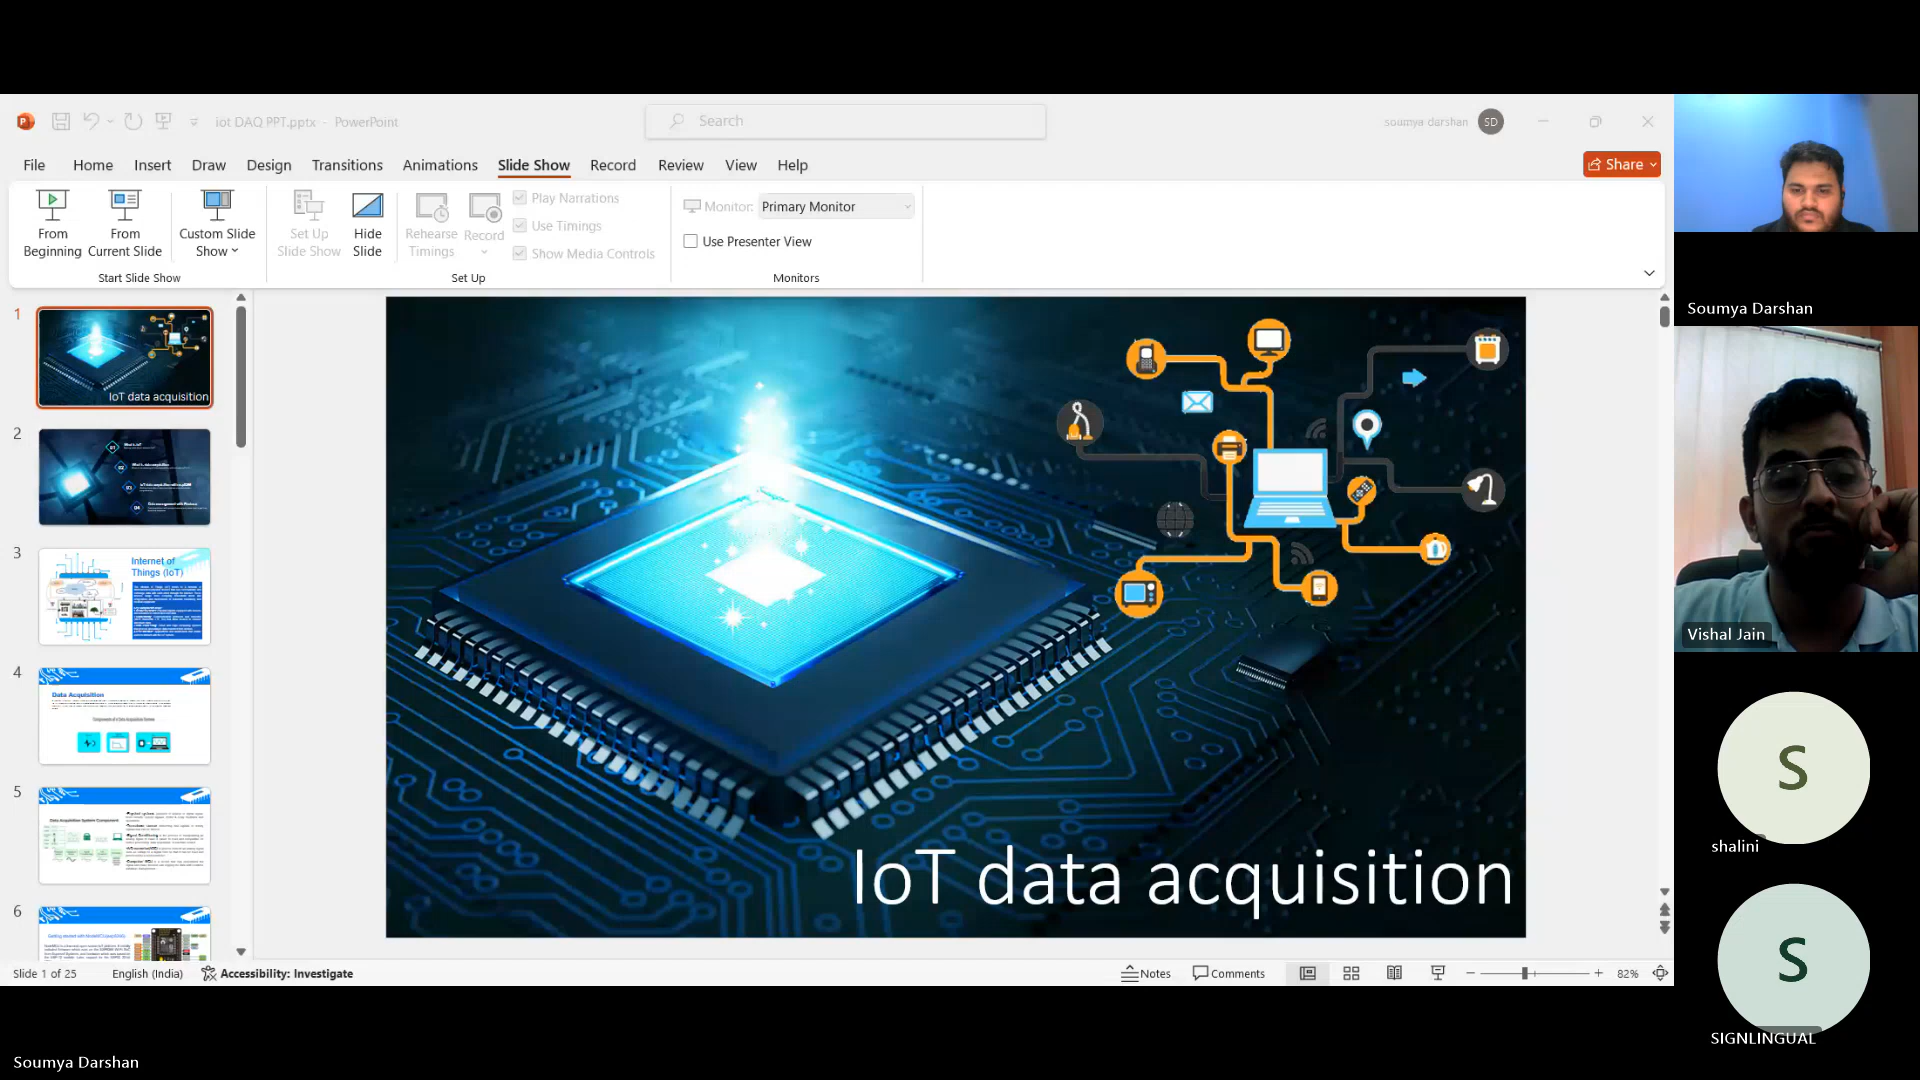 iot DAQ PPT.pptx - PowerPoint
Search
soumya darshan
SD
File Home Insert Draw Design Transitions Animations Slide Show Record Review View Help
Share
From Beginning
From Current Slide
Custom Slide Show
Set Up Slide Show
Hide Slide
Rehearse Timings
Record
Play Narrations
Use Timings
Show Media Controls
Monitor: Primary Monitor
Use Presenter View
Start Slide Show
Set Up
Monitors
1
IoT data acquisition
2
3
Internet of
Things (IoT)
4
Data Acquisition
5
Data Acquisition System Component
6
IoT data acquisition
Slide 1 of 25
English (India)
Accessibility: Investigate
Notes
Comments
82%
Soumya Darshan
Vishal Jain
S
shalini
S
SIGNLINGUAL
Soumya Darshan